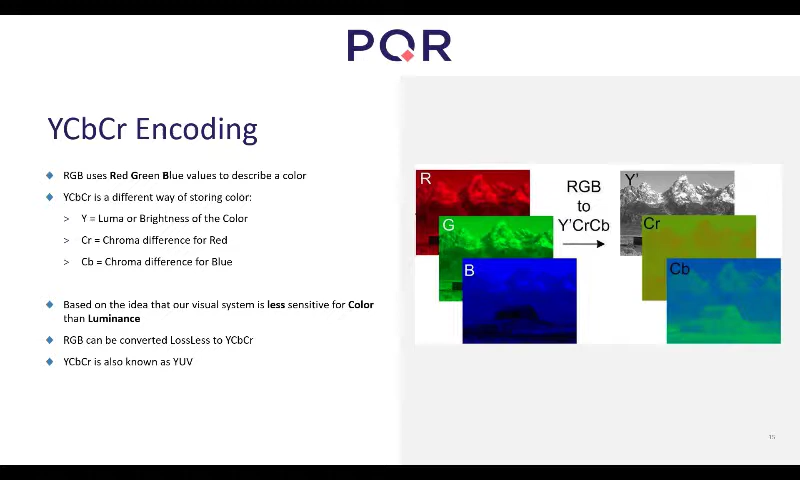 PQR
YCbCr Encoding
◆ RGB uses Red Green Blue values to describe a color
◆ YCbCr is a different way of storing color:
> Y = Luma or Brightness of the Color
> Cr = Chroma difference for Red
> Cb = Chroma difference for Blue
◆ Based on the idea that our visual system is less sensitive for Color
than Luminance
◆ RGB can be converted LossLess to YCbCr
◆ YCbCr is also known as YUV
R
G
B
RGB
to
Y'CrCb
Y'
Cr
Cb
15